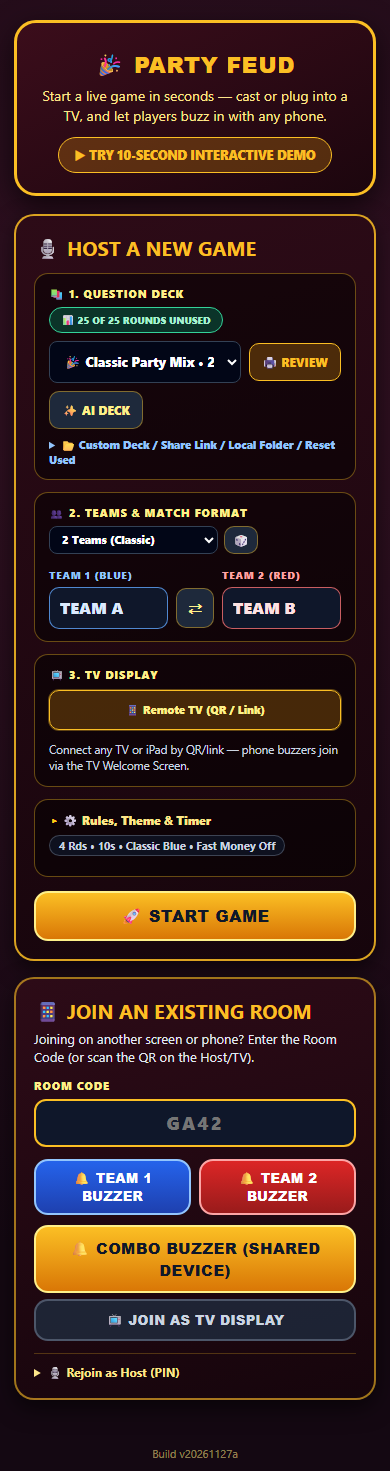 🎉 PARTY FEUD
Start a live game in seconds — cast or plug into a
TV, and let players buzz in with any phone.
▶ TRY 10-SECOND INTERACTIVE DEMO
🎙️ HOST A NEW GAME
📚 1. QUESTION DECK
📊 25 OF 25 ROUNDS UNUSED
🎉 Classic Party Mix • 2
🖨️ REVIEW
✨ AI DECK
▶ 📂 Custom Deck / Share Link / Local Folder / Reset
Used
👥 2. TEAMS & MATCH FORMAT
2 Teams (Classic)
🎲
TEAM 1 (BLUE)
TEAM 2 (RED)
TEAM A
⇄
TEAM B
📺 3. TV DISPLAY
📱 Remote TV (QR / Link)
Connect any TV or iPad by QR/link — phone buzzers join
via the TV Welcome Screen.
▸ ⚙️ Rules, Theme & Timer
4 Rds • 10s • Classic Blue • Fast Money Off
🚀 START GAME
📱 JOIN AN EXISTING ROOM
Joining on another screen or phone? Enter the Room
Code (or scan the QR on the Host/TV).
ROOM CODE
GA42
🔔 TEAM 1
BUZZER
🔔 TEAM 2
BUZZER
🔔 COMBO BUZZER (SHARED
DEVICE)
📺 JOIN AS TV DISPLAY
▶ 🎙️ Rejoin as Host (PIN)
Build v20261127a